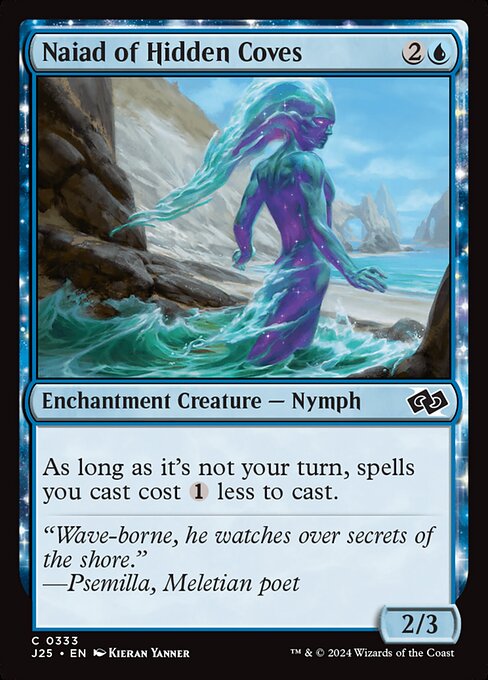 Naiad of Hidden Coves 2
Enchantment Creature — Nymph
As long as it's not your turn, spells
you cast cost 1 less to cast.
“Wave-borne, he watches over secrets of
the shore.”
—Psemilla, Meletian poet
2/3
C 0333
J25 • EN Kieran Yanner
™ & © 2024 Wizards of the Coast